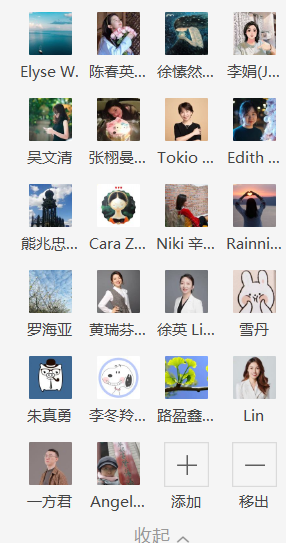 Elyse W. 陈春英... 徐愫然... 李娟(J...
吴文清 张栩曼... Tokio ... Edith ...
熊兆忠... Cara Z... Niki 辛... Rainni...
罗海亚 黄瑞芬... 徐英 Li... 雪丹
朱真勇 李冬羚... 路盈鑫... Lin
一方君 Angel... 添加 移出
收起